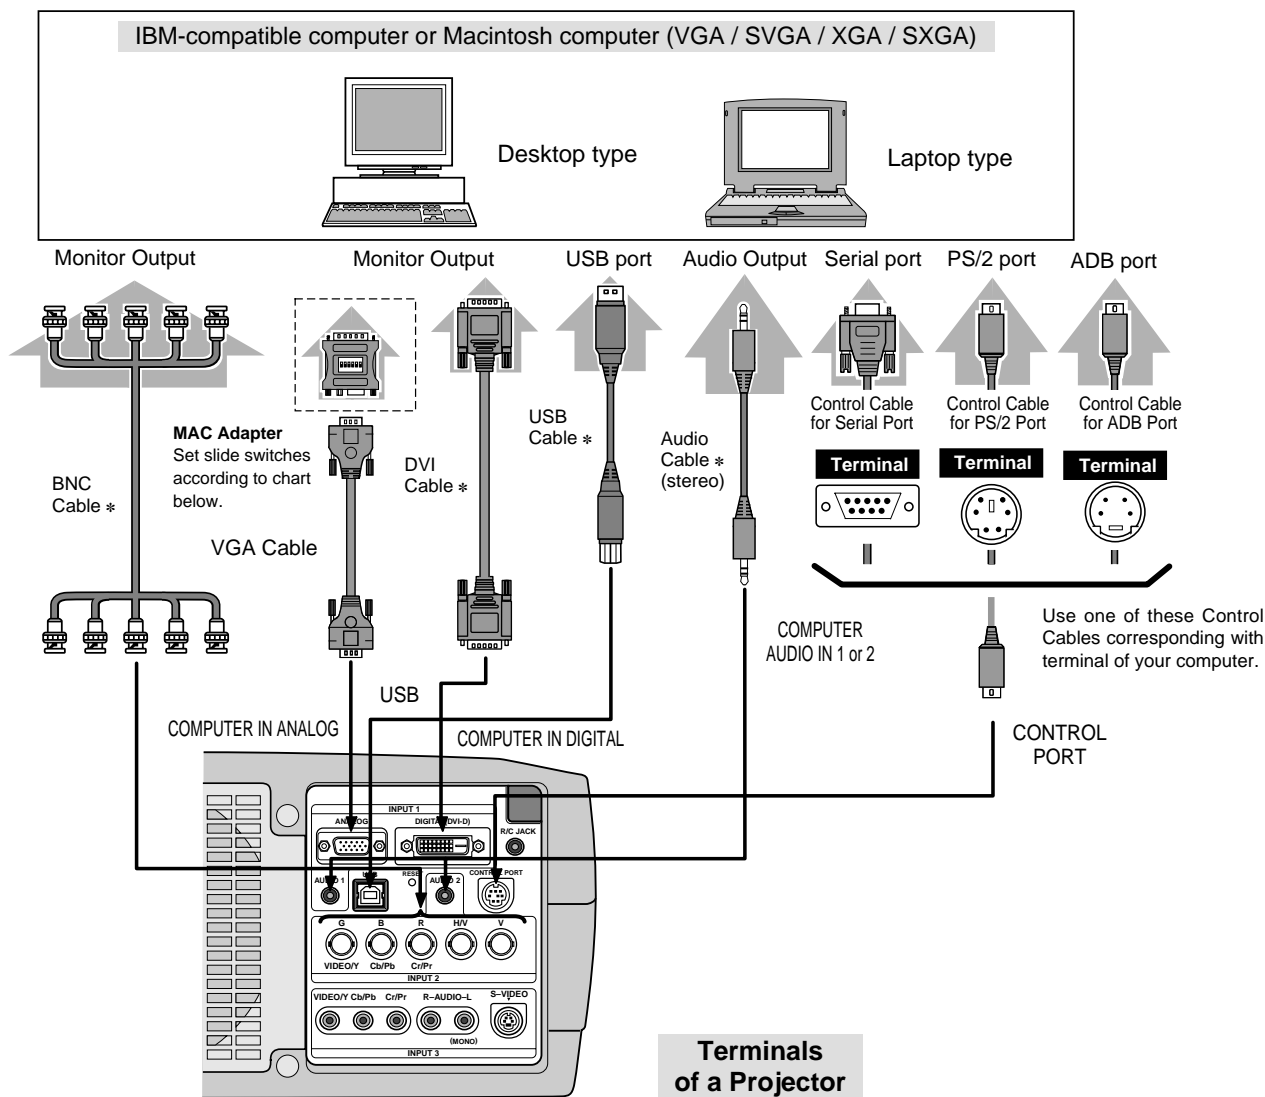 IBM-compatible computer or Macintosh computer (VGA / SVGA / XGA / SXGA)
Desktop type
Laptop type
Monitor Output
Monitor Output
USB port
Audio Output
Serial port
PS/2 port
ADB port
BNC
Cable *
MAC Adapter
Set slide switches
according to chart
below.
VGA Cable
DVI
Cable *
USB
Cable *
Audio
Cable *
(stereo)
Control Cable
for Serial Port
Control Cable
for PS/2 Port
Control Cable
for ADB Port
Terminal
Terminal
Terminal
Use one of these Control
Cables corresponding with
terminal of your computer.
COMPUTER
AUDIO IN 1 or 2
USB
COMPUTER IN ANALOG
COMPUTER IN DIGITAL
CONTROL
PORT
INPUT 1
ANALOG
DIGITAL (DVI-D)
R/C JACK
AUDIO 1
USB
RESET
AUDIO 2
CONTROL PORT
G
B
R
H/V
V
VIDEO/Y
Cb/Pb
Cr/Pr
INPUT 2
VIDEO/Y
Cb/Pb
Cr/Pr
R–AUDIO–L
S–VIDEO
(MONO)
INPUT 3
Terminals
of a Projector